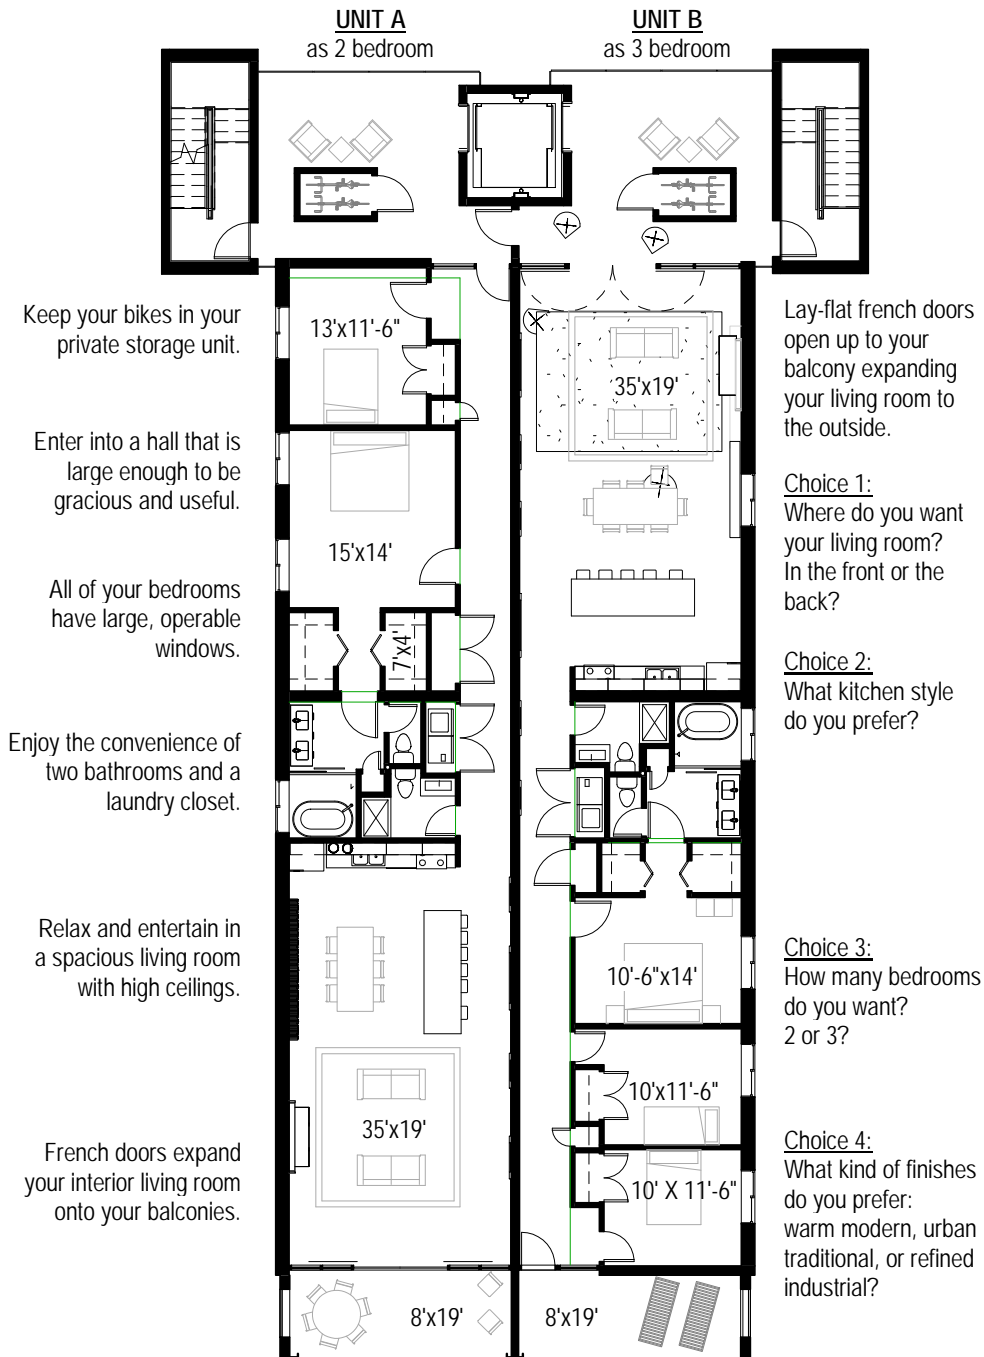 UNIT A
as 2 bedroom
UNIT B
as 3 bedroom
Keep your bikes in your
private storage unit.
Enter into a hall that is
large enough to be
gracious and useful.
All of your bedrooms
have large, operable
windows.
Enjoy the convenience of
two bathrooms and a
laundry closet.
Relax and entertain in
a spacious living room
with high ceilings.
French doors expand
your interior living room
onto your balconies.
13'x11'-6"
15'x14'
7'x4'
35'x19'
8'x19'
35'x19'
10'-6"x14'
10'x11'-6"
10' X 11'-6"
8'x19'
Lay-flat french doors
open up to your
balcony expanding
your living room to
the outside.
Choice 1:
Where do you want
your living room?
In the front or the
back?
Choice 2:
What kitchen style
do you prefer?
Choice 3:
How many bedrooms
do you want?
2 or 3?
Choice 4:
What kind of finishes
do you prefer:
warm modern, urban
traditional, or refined
industrial?